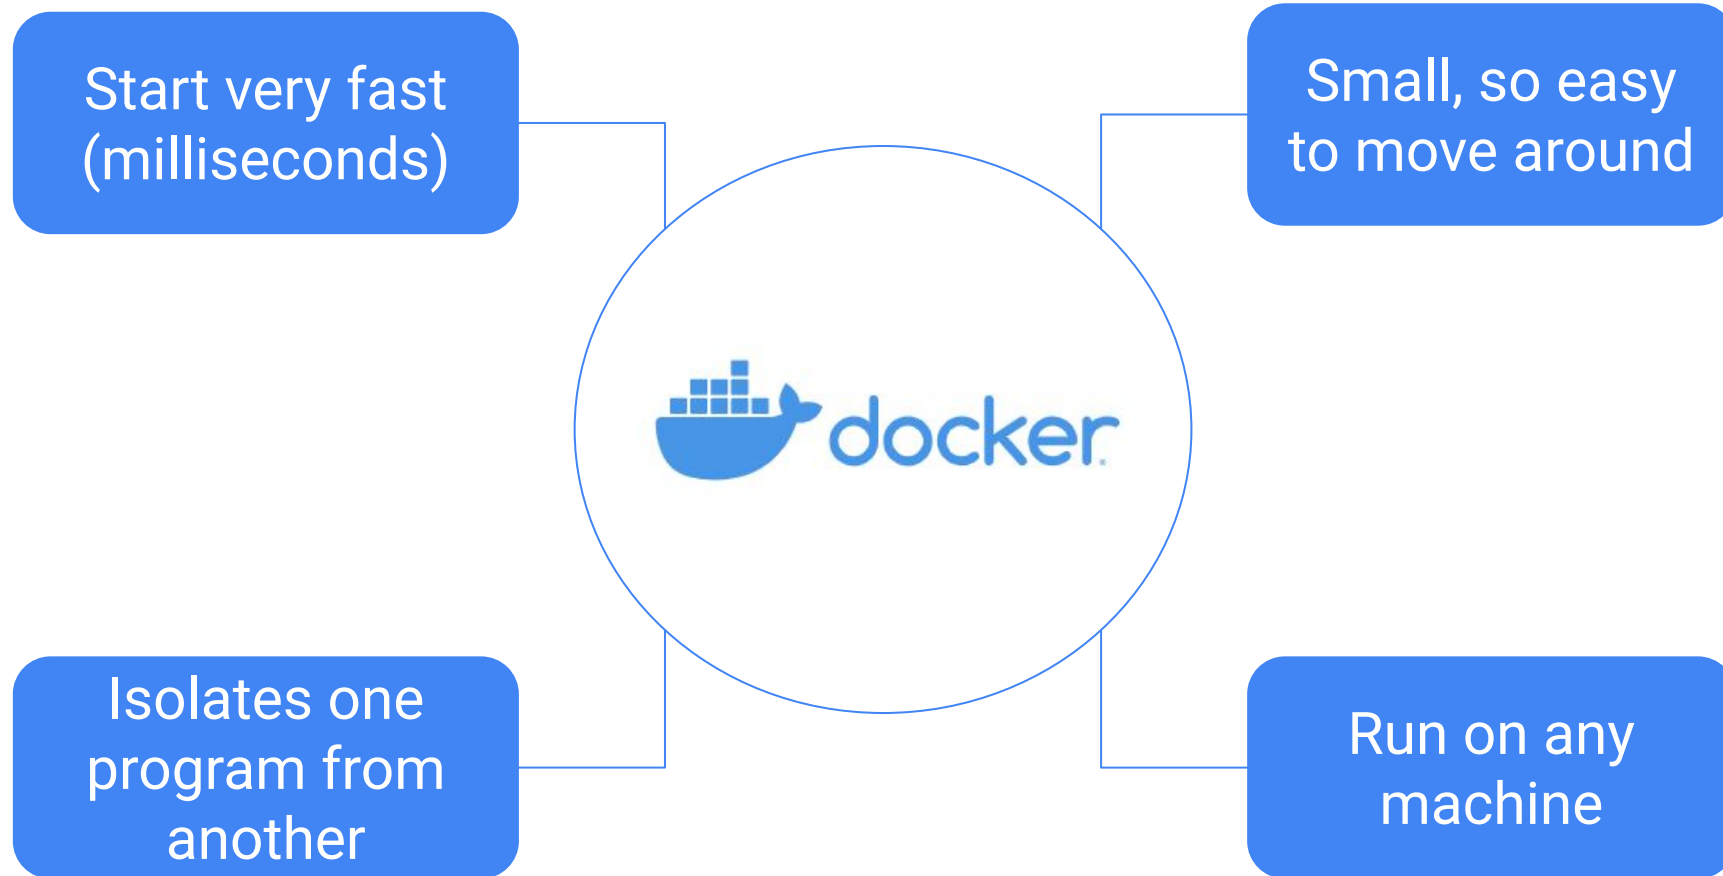 Start very fast
(milliseconds)
Small, so easy
to move around
docker
Isolates one
program from
another
Run on any
machine